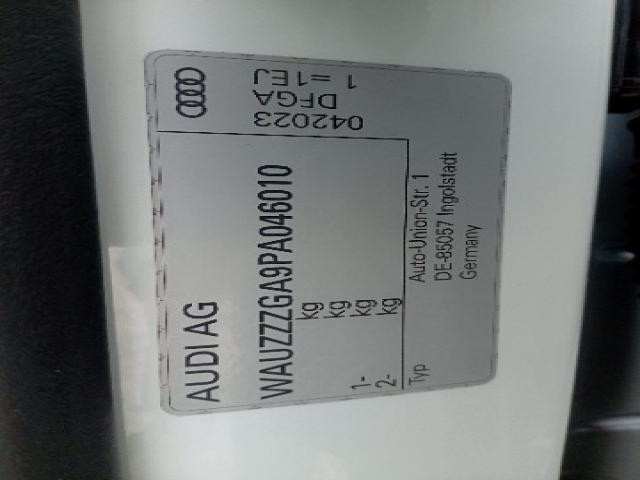 AUDI AG
WAUZZZGA9PA046010
kg
kg
1- kg
2- kg
Typ
Auto-Union-Str. 1
DE-85057 Ingolstadt
Germany
042023
DFGA
1 =1EJ